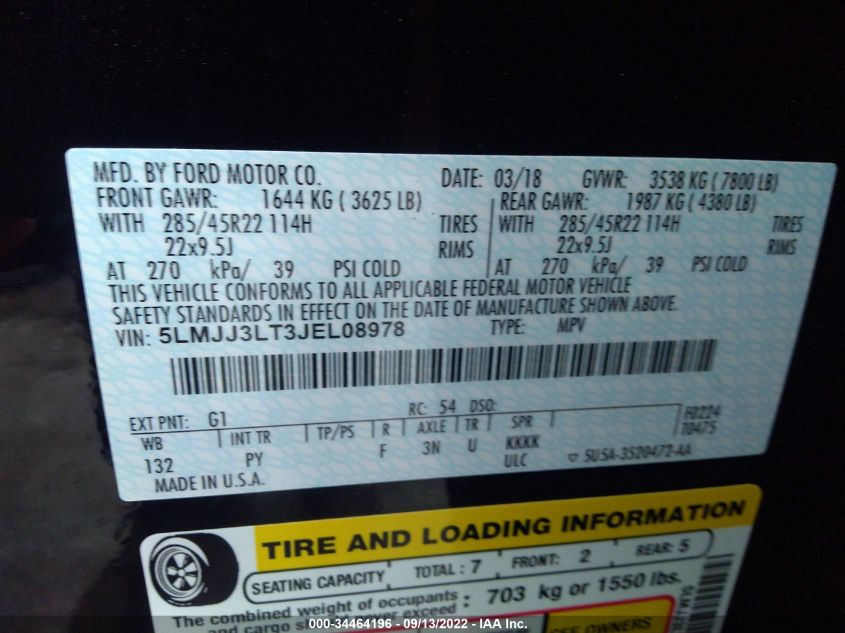 MFD. BY FORD MOTOR CO. DATE: 03/18 GVWR: 3538 KG ( 7800 LB)
FRONT GAWR: 1644 KG ( 3625 LB) REAR GAWR: 1987 KG ( 4380 LB)
WITH 285/45R22 114H TIRES WITH 285/45R22 114H TIRES
22x9.5J RIMS 22x9.5J RIMS
AT 270 kPa/ 39 PSI COLD AT 270 kPa/ 39 PSI COLD
THIS VEHICLE CONFORMS TO ALL APPLICABLE FEDERAL MOTOR VEHICLE
SAFETY STANDARDS IN EFFECT ON THE DATE OF MANUFACTURE SHOWN ABOVE.
VIN: 5LMJJ3LT3JEL08978 TYPE: MPV
EXT PNT: G1 RC: 54 DSO:
WB INT TR TP/PS R AXLE TR SPR
132 PY F 3N U KKKK
ULC 5U5A-3520472-AA
MADE IN U.S.A.
TIRE AND LOADING INFORMATION
SEATING CAPACITY TOTAL : 7 FRONT: 2 REAR: 5
The combined weight of occupants : 703 kg or 1550 lbs.
and cargo exceed
OWNERS
000-34464196 - 09/13/2022 - IAA Inc.